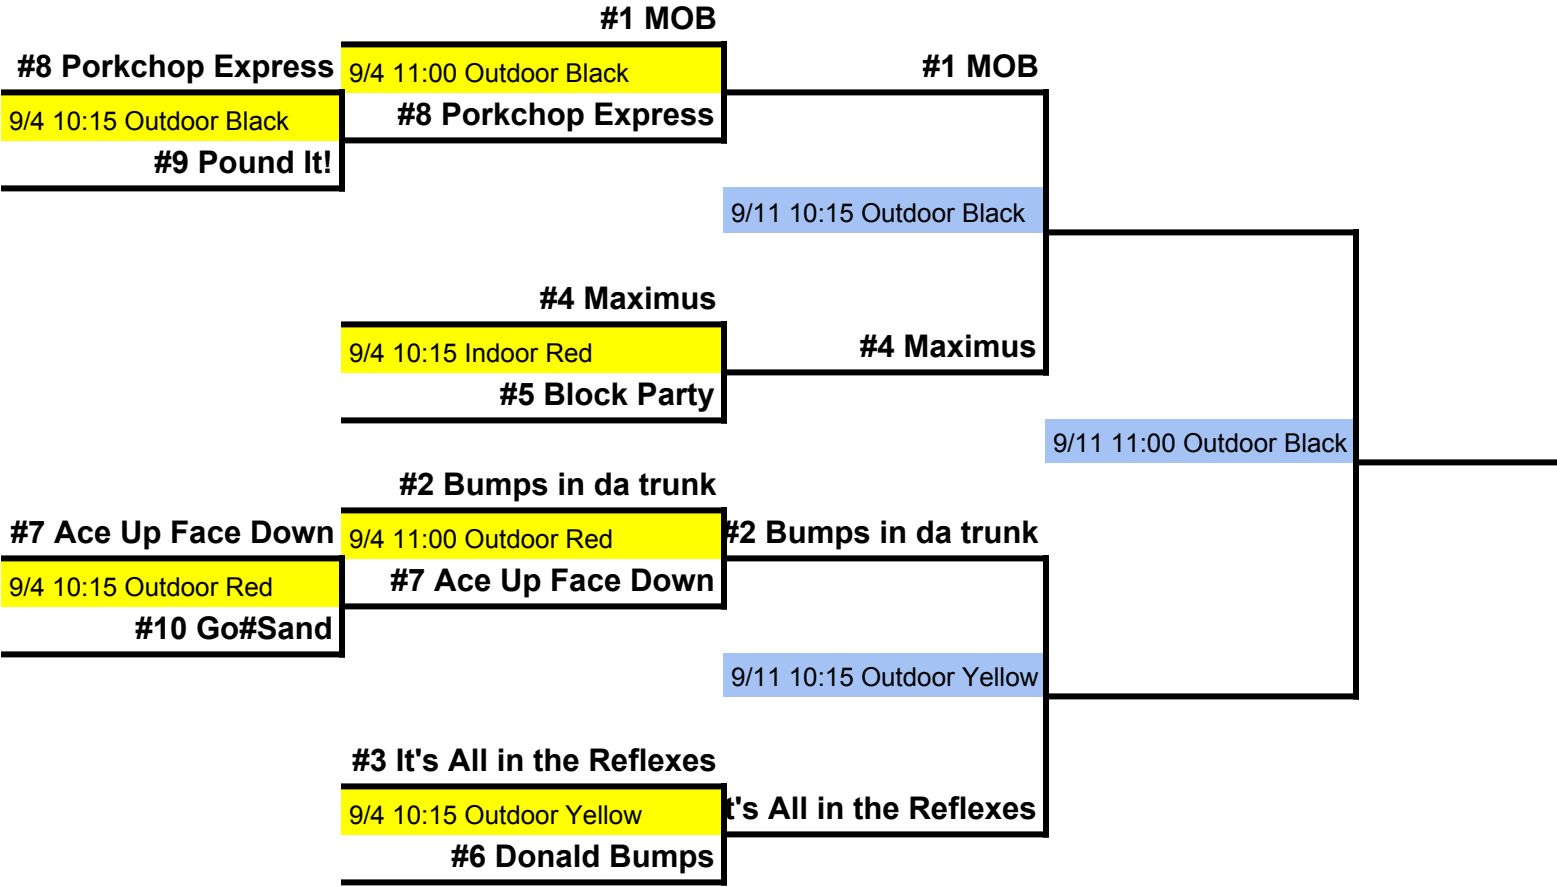 #1 MOB
#8 Porkchop Express
9/4 11:00 Outdoor Black
#1 MOB
9/4 10:15 Outdoor Black
#8 Porkchop Express
#9 Pound It!
9/11 10:15 Outdoor Black
#4 Maximus
9/4 10:15 Indoor Red
#4 Maximus
#5 Block Party
9/11 11:00 Outdoor Black
#2 Bumps in da trunk
#7 Ace Up Face Down
9/4 11:00 Outdoor Red
#2 Bumps in da trunk
9/4 10:15 Outdoor Red
#7 Ace Up Face Down
#10 Go#Sand
9/11 10:15 Outdoor Yellow
#3 It's All in the Reflexes
9/4 10:15 Outdoor Yellow
t's All in the Reflexes
#6 Donald Bumps